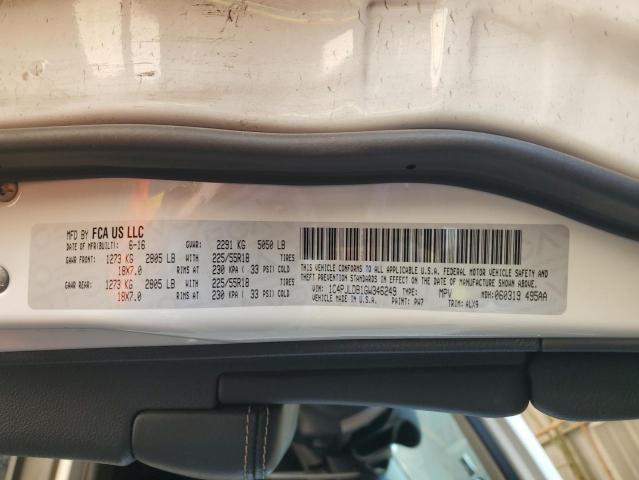 MFD BY FCA US LLC
DATE OF MFR(BUILT): 6-16 GVWR: 2291 KG 5050 LB
GAWR FRONT: 1273 KG 2805 LB WITH 225/55R18 TIRES
18X7.0 RIMS AT 230 KPA ( 33 PSI) COLD
GAWR REAR: 1273 KG 2805 LB WITH 225/55R18 TIRES
18X7.0 RIMS AT 230 KPA ( 33 PSI) COLD
THIS VEHICLE CONFORMS TO ALL APPLICABLE U.S.A. FEDERAL MOTOR VEHICLE SAFETY AND
THEFT PREVENTION STANDARDS IN EFFECT ON THE DATE OF MANUFACTURE SHOWN ABOVE.
VIN: 1C4PJLDB1GW346249 TYPE: MPV MDH: 060319 495AA
MADE IN U.S.A. PAINT: PW7 TRIM: ALX9